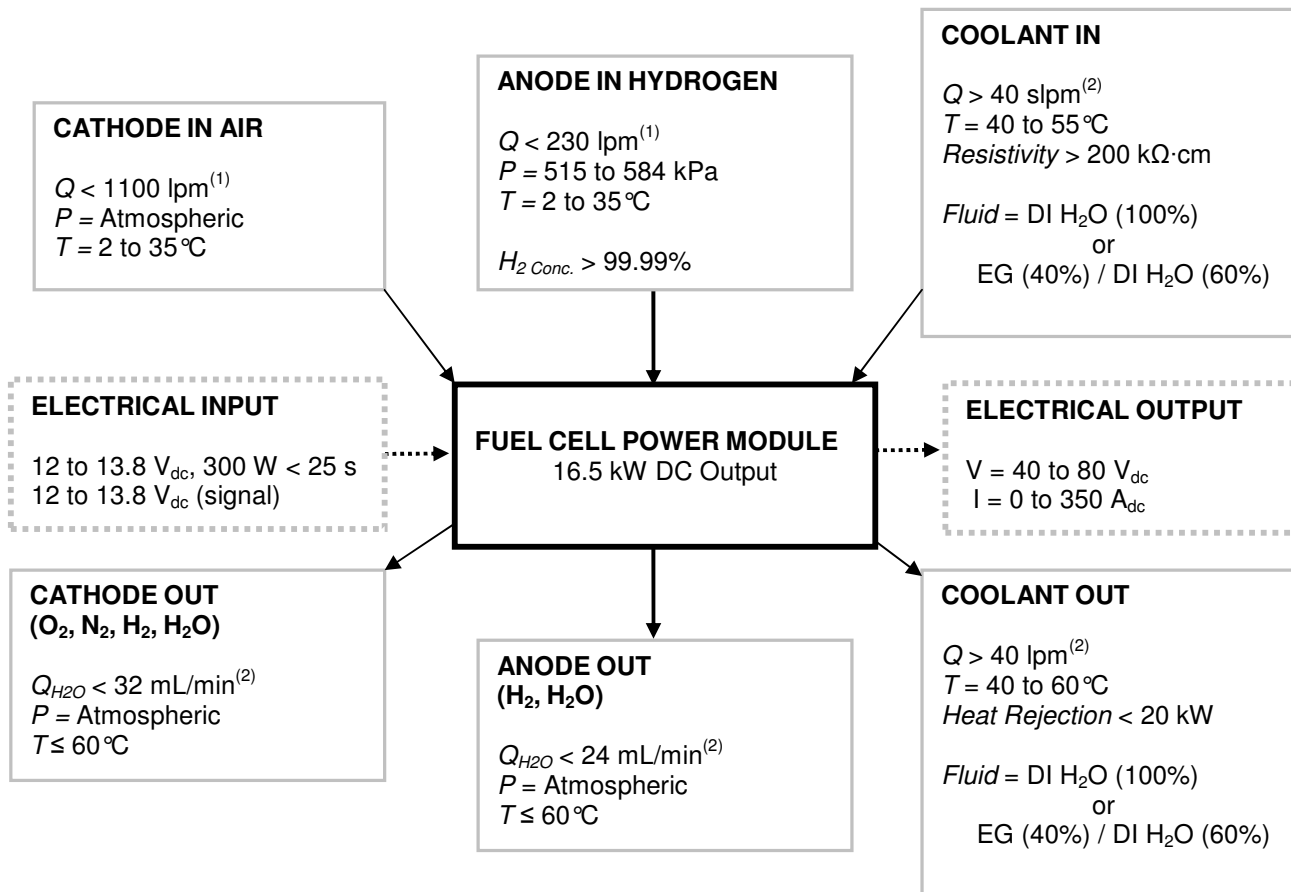 CATHODE IN AIR
Q < 1100 lpm(1)
P = Atmospheric
T = 2 to 35°C
ANODE IN HYDROGEN
Q < 230 lpm(1)
P = 515 to 584 kPa
T = 2 to 35°C
H2 Conc. > 99.99%
COOLANT IN
Q > 40 slpm(2)
T = 40 to 55°C
Resistivity > 200 kΩ·cm
Fluid = DI H2O (100%)
or
EG (40%) / DI H2O (60%)
ELECTRICAL INPUT
12 to 13.8 Vdc, 300 W < 25 s
12 to 13.8 Vdc (signal)
FUEL CELL POWER MODULE
16.5 kW DC Output
ELECTRICAL OUTPUT
V = 40 to 80 Vdc
I = 0 to 350 Adc
CATHODE OUT
(O2, N2, H2, H2O)
QH2O < 32 mL/min(2)
P = Atmospheric
T ≤ 60°C
ANODE OUT
(H2, H2O)
QH2O < 24 mL/min(2)
P = Atmospheric
T ≤ 60°C
COOLANT OUT
Q > 40 lpm(2)
T = 40 to 60°C
Heat Rejection < 20 kW
Fluid = DI H2O (100%)
or
EG (40%) / DI H2O (60%)